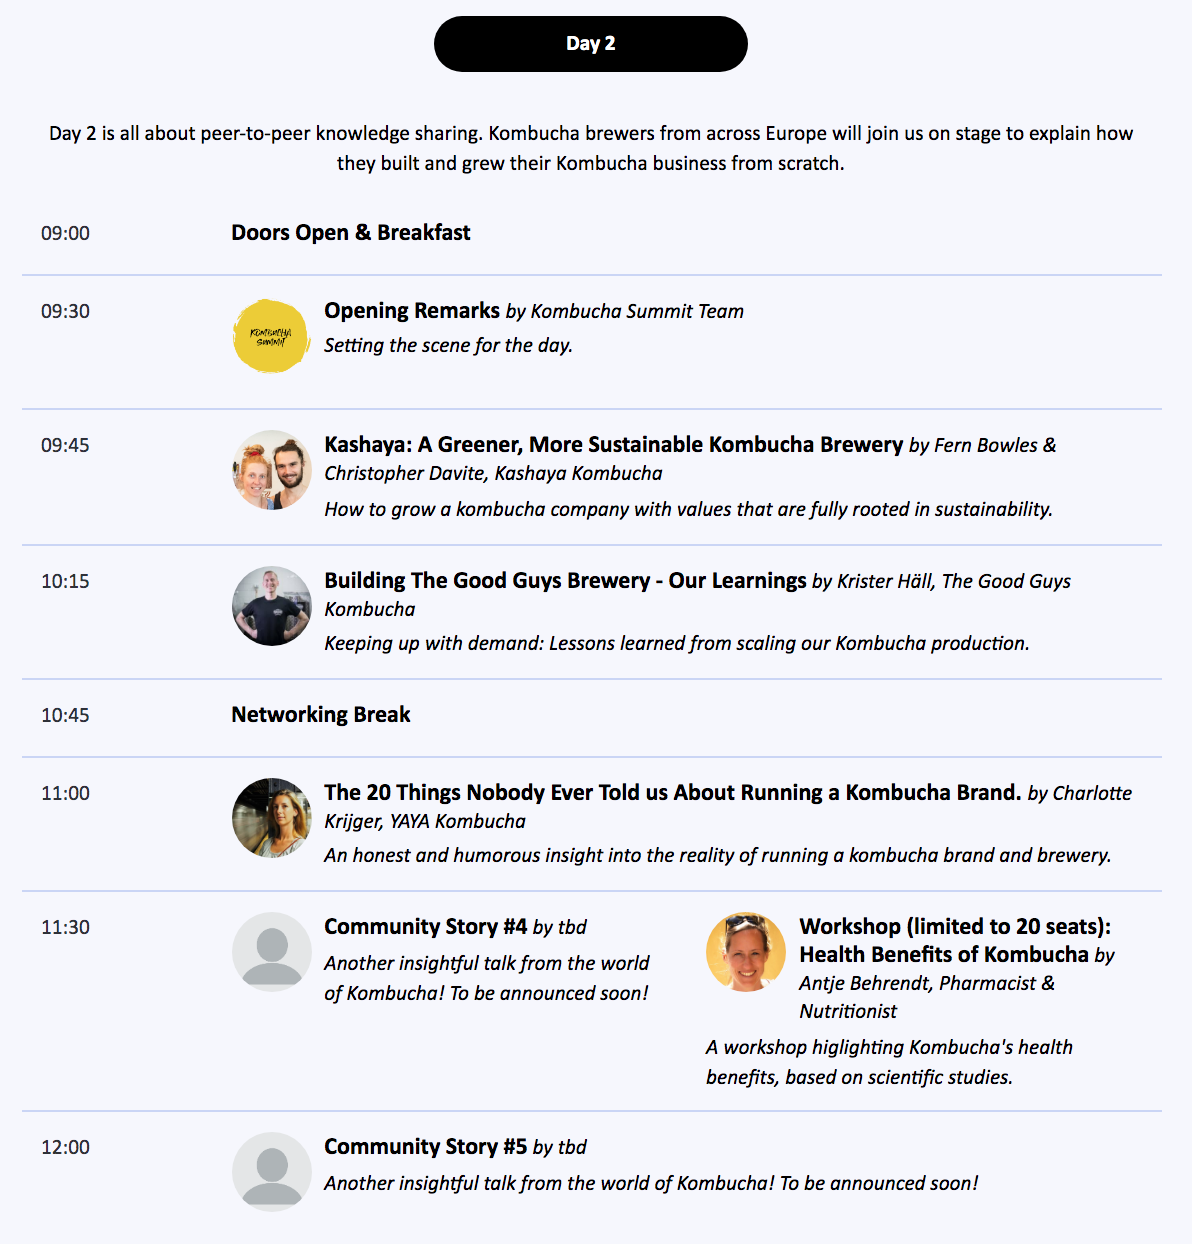 Day 2
Day 2 is all about peer-to-peer knowledge sharing. Kombucha brewers from across Europe will join us on stage to explain how
they built and grew their Kombucha business from scratch.
09:00
Doors Open & Breakfast
09:30
KOMBUCHA
SUMMIT
Opening Remarks by Kombucha Summit Team
Setting the scene for the day.
09:45
Kashaya: A Greener, More Sustainable Kombucha Brewery by Fern Bowles &
Christopher Davite, Kashaya Kombucha
How to grow a kombucha company with values that are fully rooted in sustainability.
10:15
Building The Good Guys Brewery - Our Learnings by Krister Häll, The Good Guys
Kombucha
Keeping up with demand: Lessons learned from scaling our Kombucha production.
10:45
Networking Break
11:00
The 20 Things Nobody Ever Told us About Running a Kombucha Brand. by Charlotte
Krijger, YAYA Kombucha
An honest and humorous insight into the reality of running a kombucha brand and brewery.
11:30
Community Story #4 by tbd
Another insightful talk from the world
of Kombucha! To be announced soon!
Workshop (limited to 20 seats):
Health Benefits of Kombucha by
Antje Behrendt, Pharmacist &
Nutritionist
A workshop higlighting Kombucha's health
benefits, based on scientific studies.
12:00
Community Story #5 by tbd
Another insightful talk from the world of Kombucha! To be announced soon!